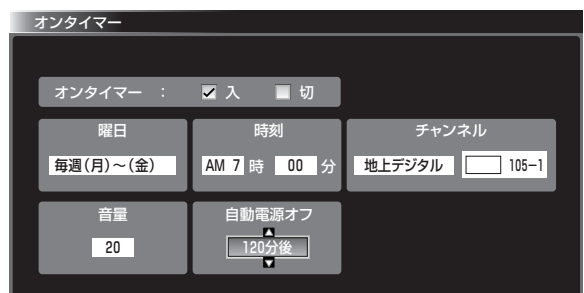 オンタイマー
オンタイマー : 入 切
曜日 時刻 チャンネル
毎週(月)~(金) AM 7 時 00 分 地上デジタル 105-1
音量 自動電源オフ
20 120分後